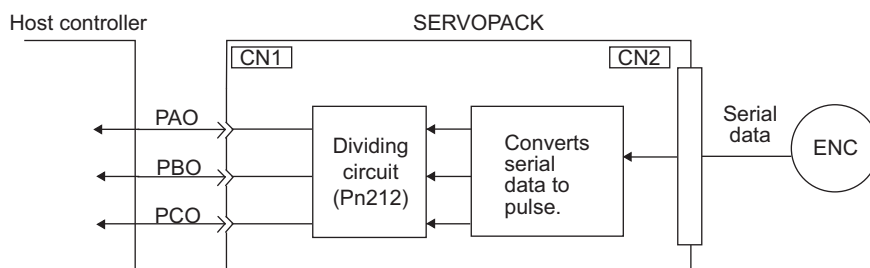 Host controller
SERVOPACK
CN1
CN2
PAO
PBO
PCO
Dividing
circuit
(Pn212)
Converts
serial
data to
pulse.
Serial
data
ENC